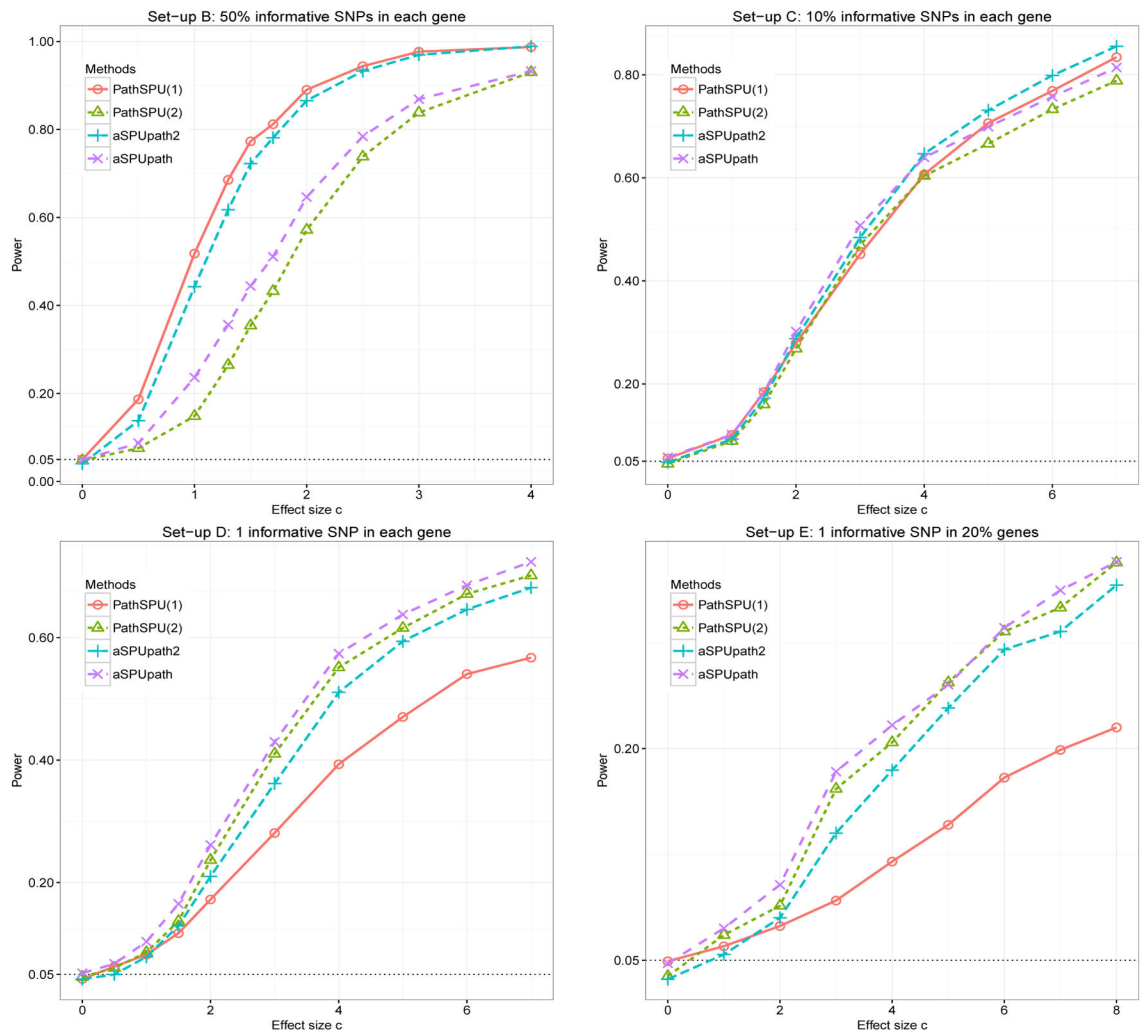 Set-up B: 50% informative SNPs in each gene
1.00
0.80
0.60
0.40
0.20
0.05
0.00
Power
Methods
PathSPU(1)
PathSPU(2)
aSPUpath2
aSPUpath
0 1 2 3 4
Effect size c
Set-up C: 10% informative SNPs in each gene
0.80
0.60
0.40
0.20
0.05
Power
Methods
PathSPU(1)
PathSPU(2)
aSPUpath2
aSPUpath
0 2 4 6
Effect size c
Set-up D: 1 informative SNP in each gene
0.60
0.40
0.20
0.05
Power
Methods
PathSPU(1)
PathSPU(2)
aSPUpath2
aSPUpath
0 2 4 6
Effect size c
Set-up E: 1 informative SNP in 20% genes
0.20
0.05
Power
Methods
PathSPU(1)
PathSPU(2)
aSPUpath2
aSPUpath
0 1 2 3 4 5 6 7 8
Effect size c